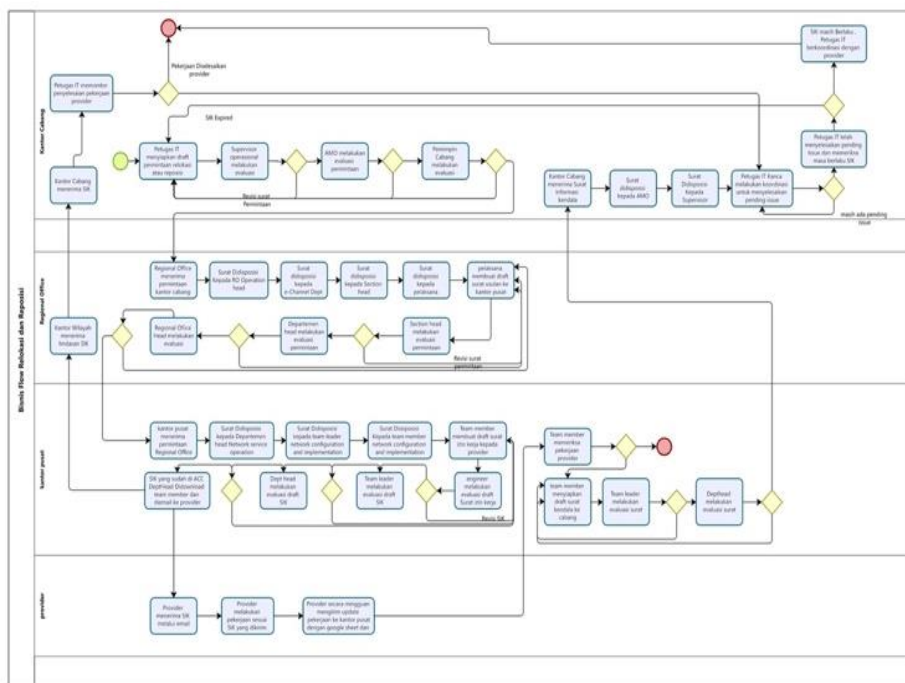 Bisnis Flow Relokasi dan Reposisi
Kantor Cabang
Petugas IT memonitor
penyelesaian pekerjaan
provider
Pekerjaan Diselesaikan
provider
SIK masih Berlaku,
Petugas IT
berkoordinasi dengan
provider
SIK Expired
Kantor Cabang
menerima SIK
Petugas IT
menyiapkan draft
permintaan relokasi
atau reposisi
Supervisor
operasional
melakukan
evaluasi
AMO melakukan
evaluasi
permintaan
Pemimpin
Cabang
melakukan
evaluasi
Revisi surat
Permintaan
Kantor Cabang
menerima Surat
informasi
kendala
Surat
disposisi
kepada AMO
Surat
Disposisi
kepada
Supervisor
Petugas IT
melakukan koordinasi
untuk menyelesaikan
pending issue
Petugas IT telah
menyelesaikan pending
issue dan memeriksa
masa berlaku SIK
masih ada pending
issue
Regional Office
Kantor Wilayah
menerima
tindasan SIK
Regional Office
menerima
permintaan
kantor cabang
Surat Disposisi
kepada RO Operation
head
Surat
disposisi
kepada
e-Channel Dept
Surat
disposisi
kepada Section
head
Surat
disposisi
kepada
pelaksana
pelaksana
membuat draft
surat usulan ke
kantor pusat
Regional Office
Head melakukan
evaluasi
Departemen
head melakukan
evaluasi
permintaan
Section head
melakukan
evaluasi
permintaan
Revisi surat
permintaan
kantor pusat
kantor pusat
menerima
permintaan
Regional Office
Surat Disposisi
kepada Departemen
head Network service
operation
Surat Disposisi
kepada team leader
network configuration
and implementation
Surat Disposisi
Kepada team member
network configuration
and implementation
Team member
membuat draft surat
izin kerja kepada
provider
SIK yang sudah di ACC
DeptHead Didownload
team member dan
diemail ke provider
Dept head
melakukan
evaluasi draft
SIK
Team leader
melakukan
evaluasi draft
SIK
engineer
melakukan
evaluasi draft
Surat izin kerja
Revisi SIK
Team member
memeriksa
pekerjaan
provider
team member
menyiapkan
draft surat
kendala ke
cabang
Team leader
melakukan
evaluasi surat
Depthead
melakukan
evaluasi surat
provider
Provider
menerima SIK
melalui email
Provider
melakukan
pekerjaan sesuai
SIK yang dikirim
Provider secara mingguan
mengirim update
pekerjaan ke kantor pusat
dengan google sheet dan